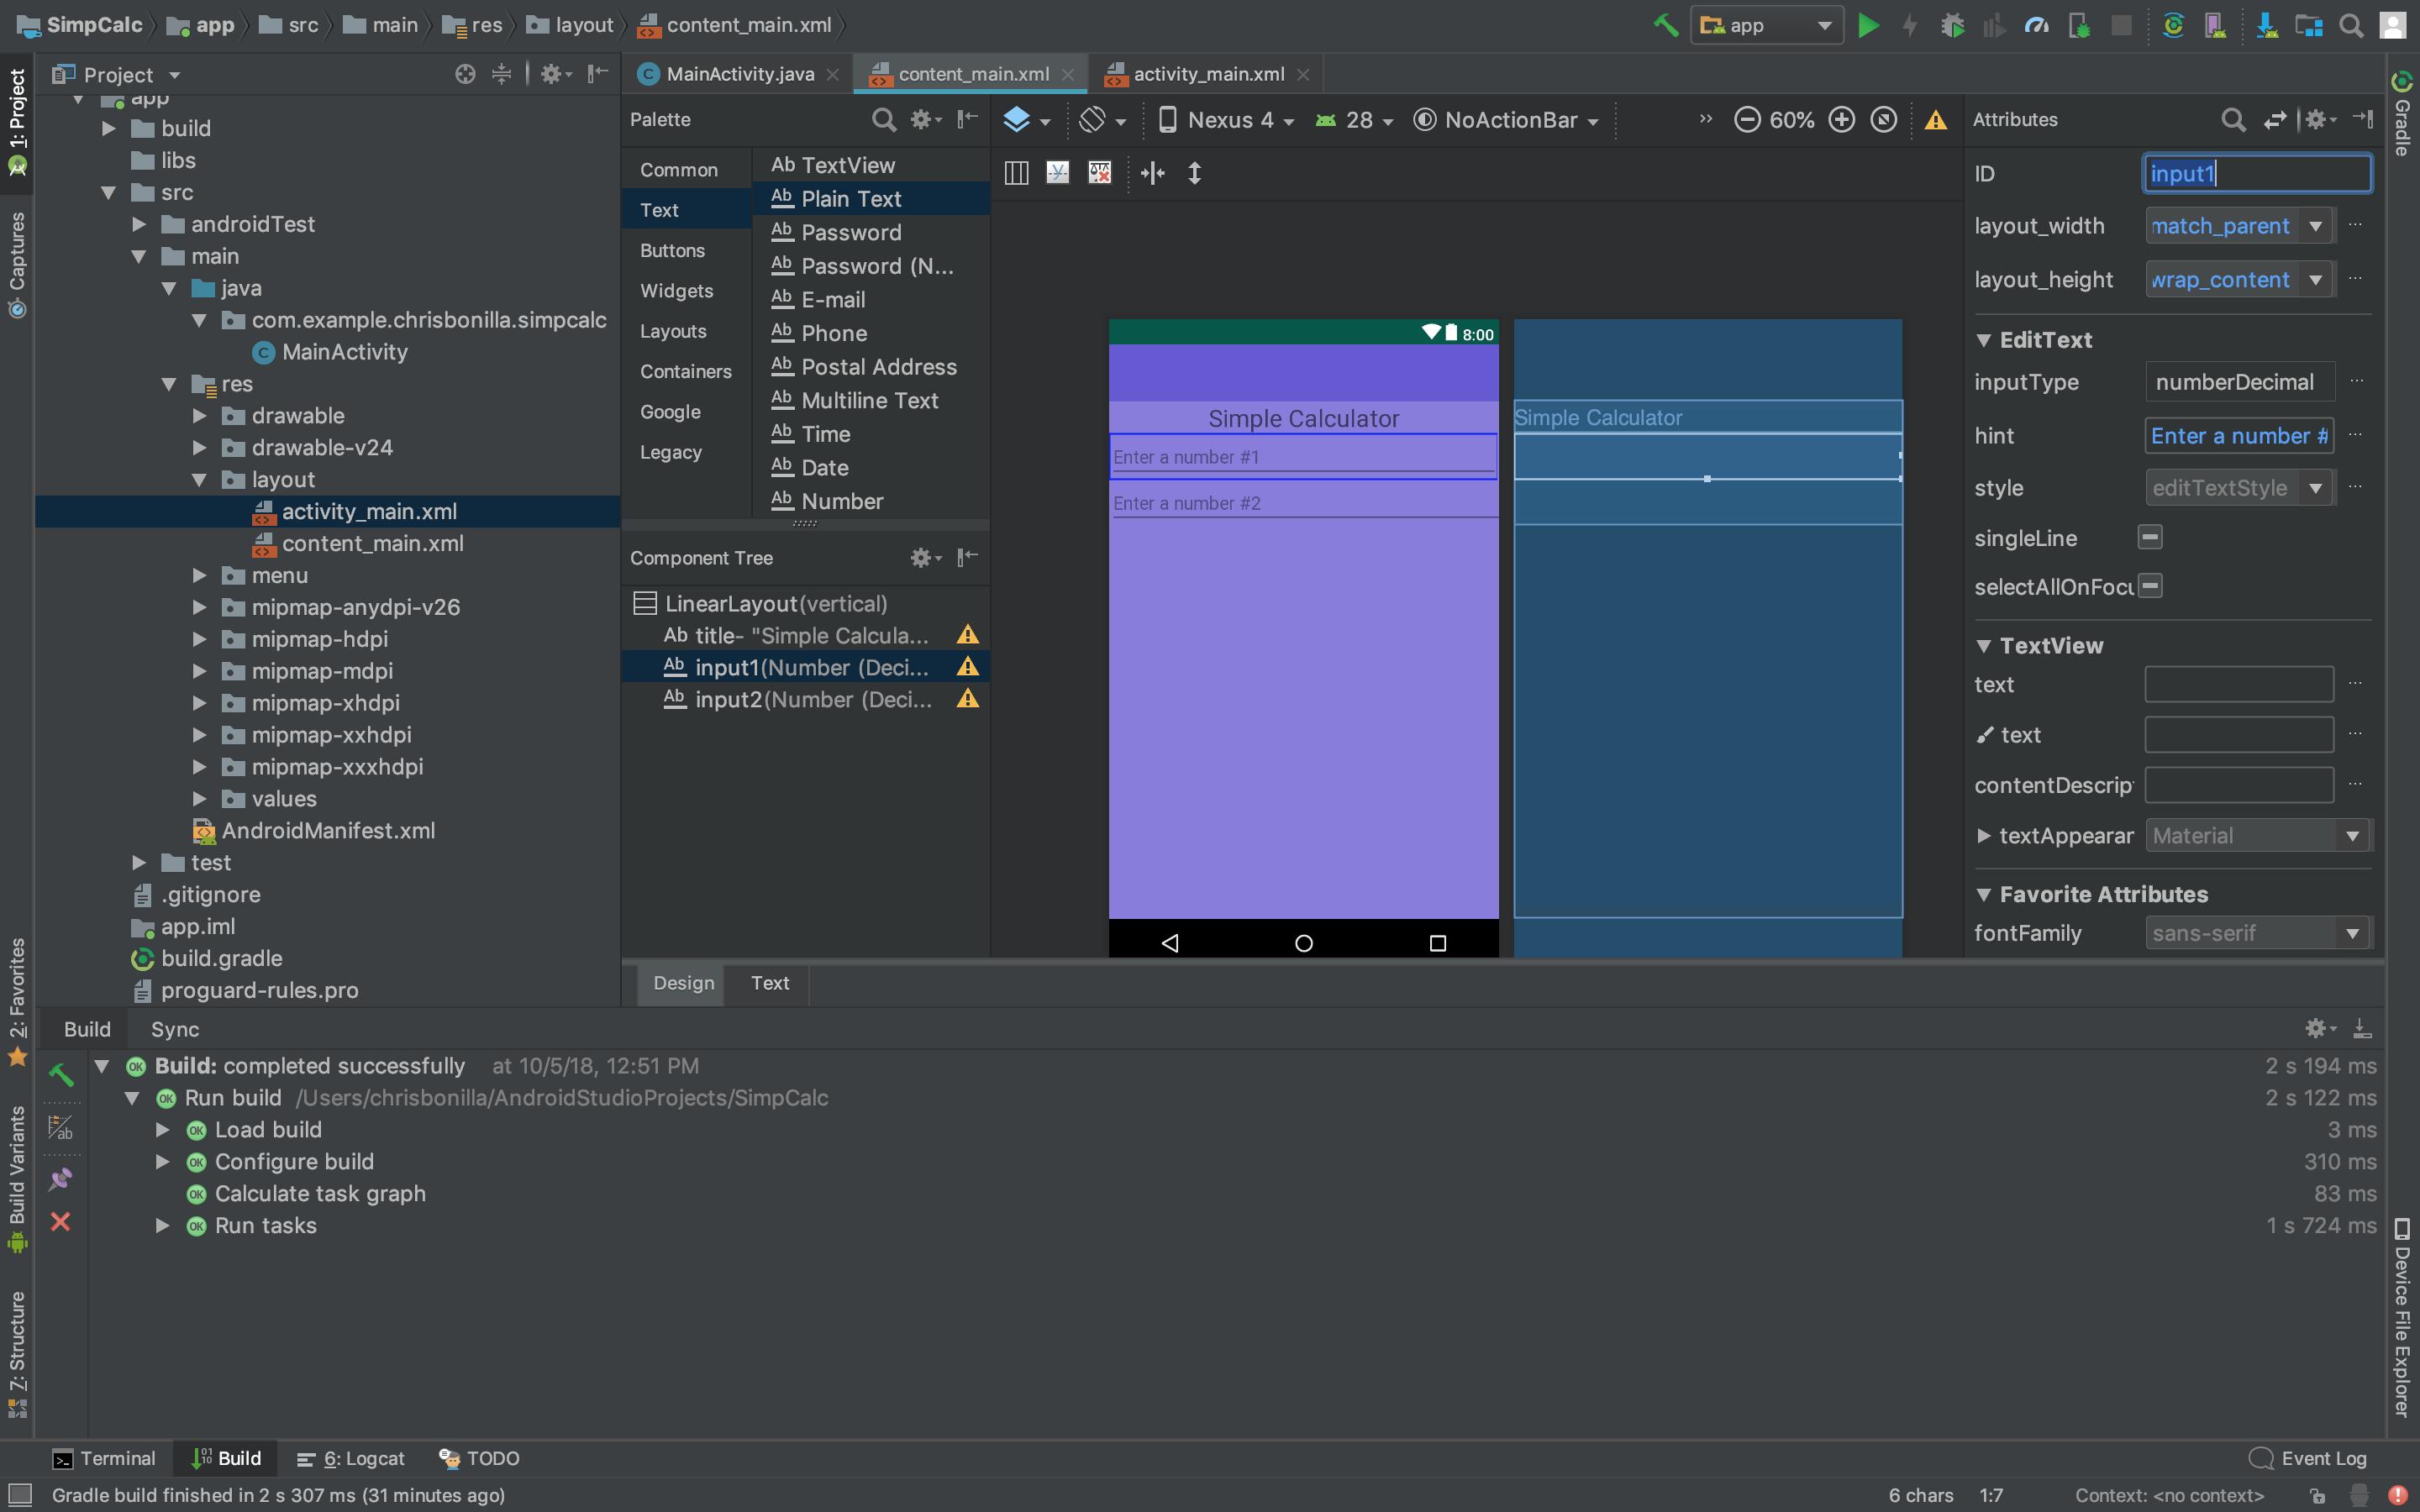 SimpCalc app src main res layout content_main.xml app
1: Project
Captures
2: Favorites
Build Variants
Z: Structure
Project
app
build
libs
src
androidTest
main
java
com.example.chrisbonilla.simpcalc
MainActivity
res
drawable
drawable-v24
layout
activity_main.xml
content_main.xml
menu
mipmap-anydpi-v26
mipmap-hdpi
mipmap-mdpi
mipmap-xhdpi
mipmap-xxhdpi
mipmap-xxxhdpi
values
AndroidManifest.xml
test
.gitignore
app.iml
build.gradle
proguard-rules.pro
MainActivity.java content_main.xml activity_main.xml
Palette
Common
Text
Buttons
Widgets
Layouts
Containers
Google
Legacy
Ab TextView
Ab Plain Text
Ab Password
Ab Password (N...
Ab E-mail
Ab Phone
Ab Postal Address
Ab Multiline Text
Ab Time
Ab Date
Ab Number
Component Tree
LinearLayout(vertical)
Ab title- "Simple Calcula...
Ab input1(Number (Deci...
Ab input2(Number (Deci...
Nexus 4 28 NoActionBar 60%
8:00
Simple Calculator
Enter a number #1
Enter a number #2
Simple Calculator
Design Text
Attributes
ID input1
layout_width match_parent
layout_height wrap_content
EditText
inputType numberDecimal
hint Enter a number #
style editTextStyle
singleLine
selectAllOnFocu
TextView
text
text
contentDescrip
textAppearar Material
Favorite Attributes
fontFamily sans-serif
Gradle
Device File Explorer
Build Sync
Build: completed successfully at 10/5/18, 12:51 PM 2 s 194 ms
Run build /Users/chrisbonilla/AndroidStudioProjects/SimpCalc 2 s 122 ms
Load build 3 ms
Configure build 310 ms
Calculate task graph 83 ms
Run tasks 1 s 724 ms
Terminal Build 6: Logcat TODO Event Log
Gradle build finished in 2 s 307 ms (31 minutes ago) 6 chars 1:7 Context: <no context>